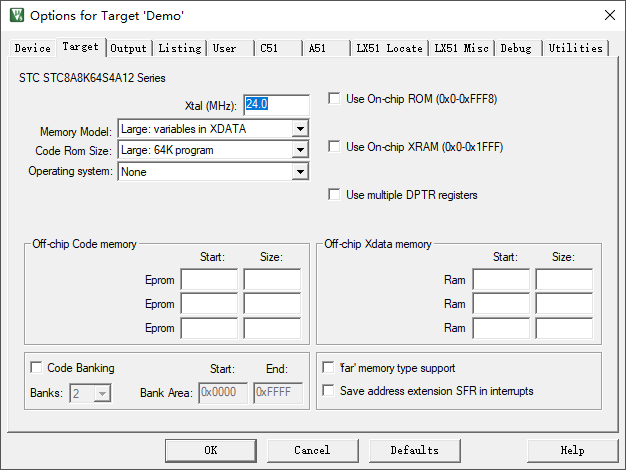 Options for Target 'Demo'
Device Target Output Listing User C51 A51 LX51 Locate LX51 Misc Debug Utilities
STC STC8A8K64S4A12 Series
Xtal (MHz): 24.0
Use On-chip ROM (0x0-0xFFF8)
Memory Model: Large: variables in XDATA
Code Rom Size: Large: 64K program
Use On-chip XRAM (0x0-0x1FFF)
Operating system: None
Use multiple DPTR registers
Off-chip Code memory
Start: Size:
Eprom
Eprom
Eprom
Off-chip Xdata memory
Start: Size:
Ram
Ram
Ram
Code Banking Start: End:
Banks: 2 Bank Area: 0x0000 0xFFFF
'far' memory type support
Save address extension SFR in interrupts
OK Cancel Defaults Help